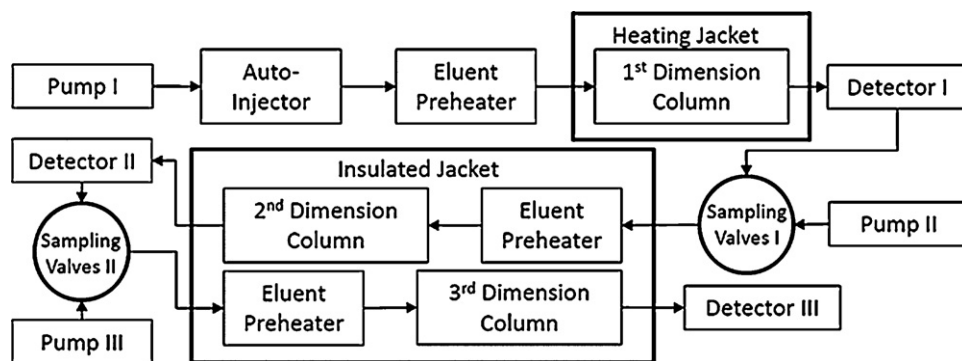 Heating Jacket
Pump I
Auto-
Injector
Eluent
Preheater
1st Dimension
Column
Detector I
Detector II
Insulated Jacket
2nd Dimension
Column
Eluent
Preheater
Sampling
Valves I
Pump II
Sampling
Valves II
Eluent
Preheater
3rd Dimension
Column
Detector III
Pump III